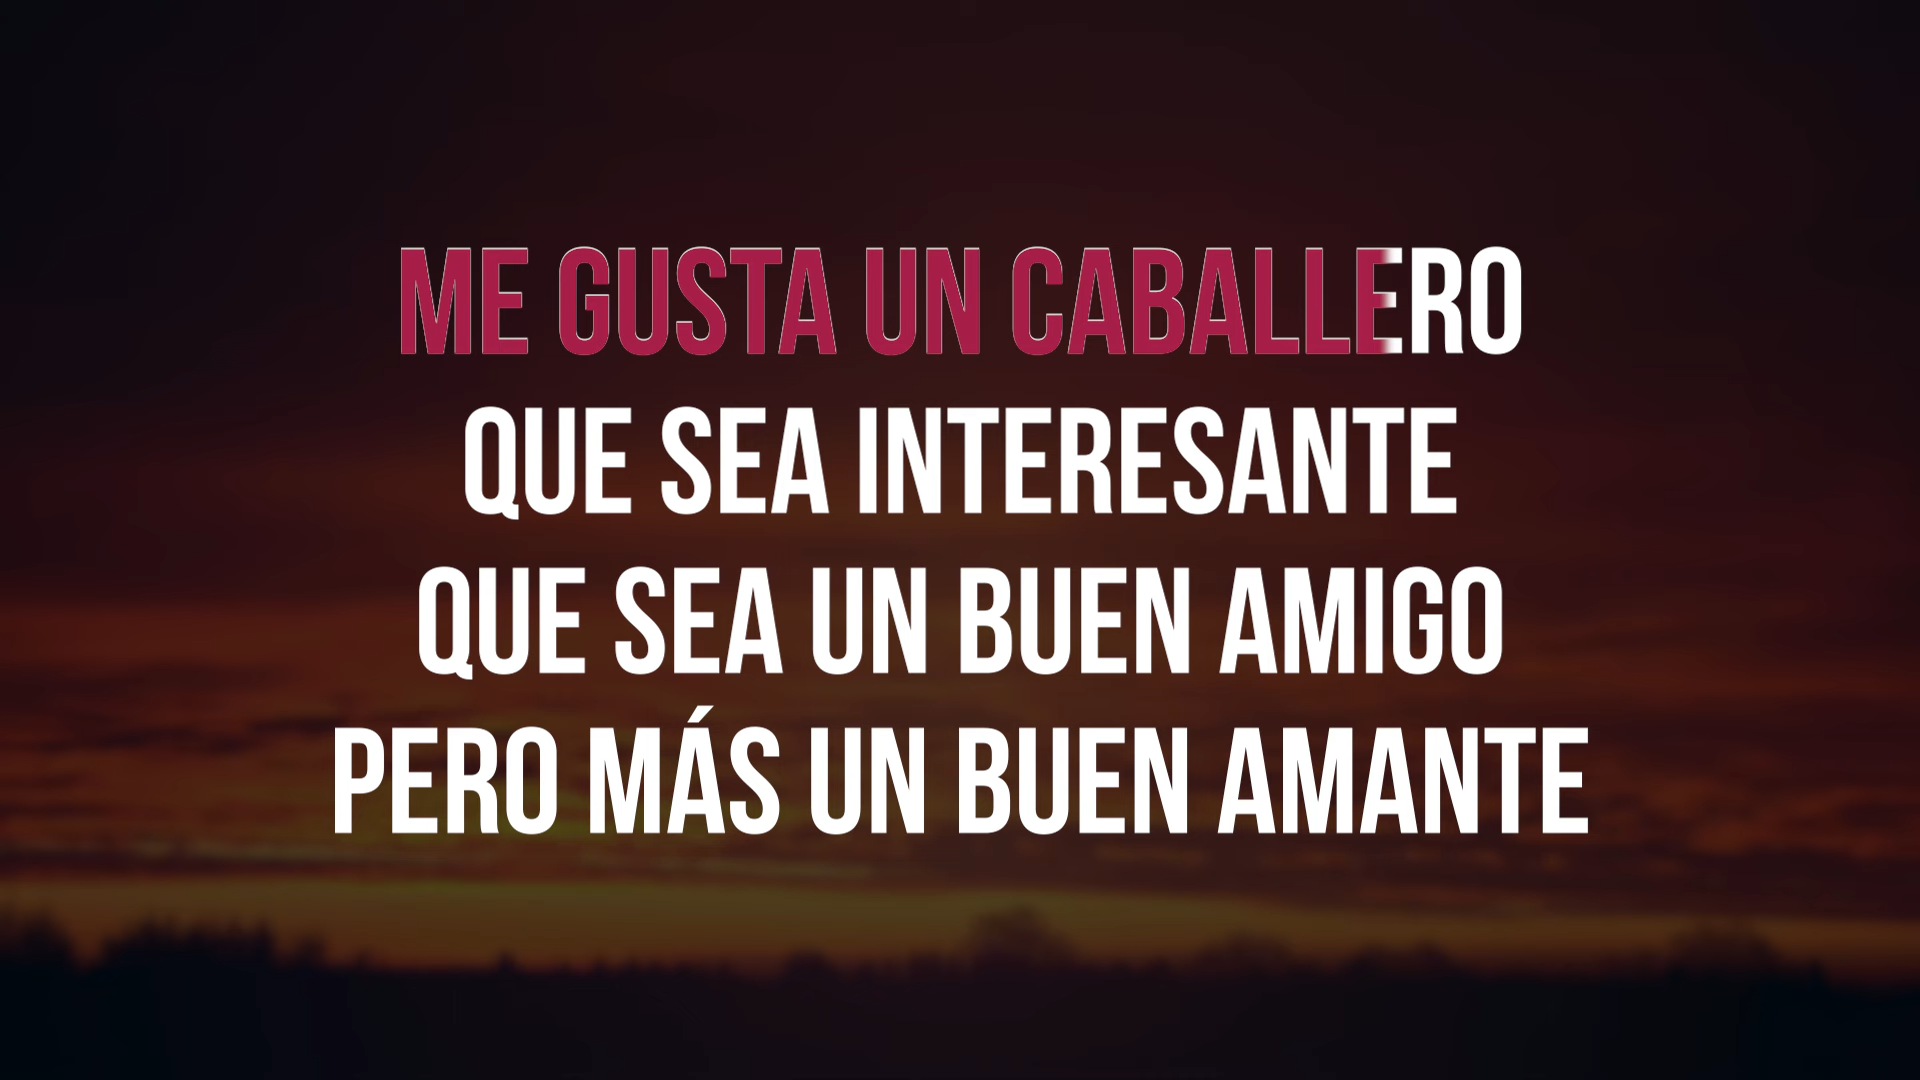 ME GUSTA UN CABALLERO
QUE SEA INTERESANTE
QUE SEA UN BUEN AMIGO
PERO MÁS UN BUEN AMANTE